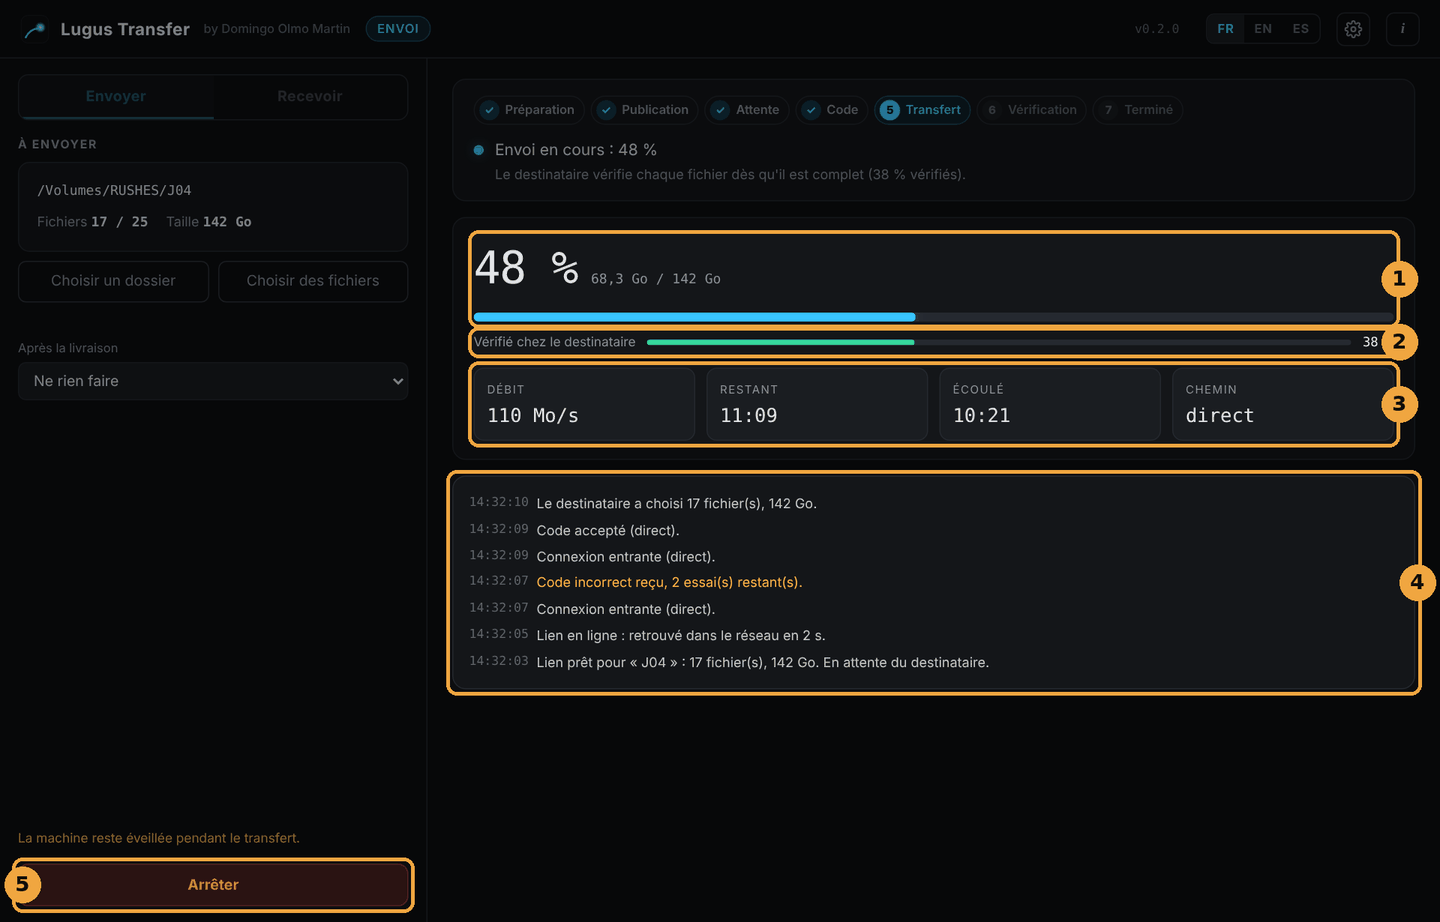 Lugus Transfer by Domingo Olmo Martin ENVOI
v0.2.0 FR EN ES i
Envoyer Recevoir
À ENVOYER
/Volumes/RUSHES/J04
Fichiers 17 / 25 Taille 142 Go
Choisir un dossier Choisir des fichiers
Après la livraison
Ne rien faire
La machine reste éveillée pendant le transfert.
5 Arrêter
Préparation Publication Attente Code 5 Transfert 6 Vérification 7 Terminé
Envoi en cours : 48 %
Le destinataire vérifie chaque fichier dès qu'il est complet (38 % vérifiés).
48 % 68,3 Go / 142 Go
1
Vérifié chez le destinataire 38 2
DÉBIT RESTANT ÉCOULÉ CHEMIN
110 Mo/s 11:09 10:21 direct
3
14:32:10 Le destinataire a choisi 17 fichier(s), 142 Go.
14:32:09 Code accepté (direct).
14:32:09 Connexion entrante (direct).
14:32:07 Code incorrect reçu, 2 essai(s) restant(s).
4
14:32:07 Connexion entrante (direct).
14:32:05 Lien en ligne : retrouvé dans le réseau en 2 s.
14:32:03 Lien prêt pour « J04 » : 17 fichier(s), 142 Go. En attente du destinataire.